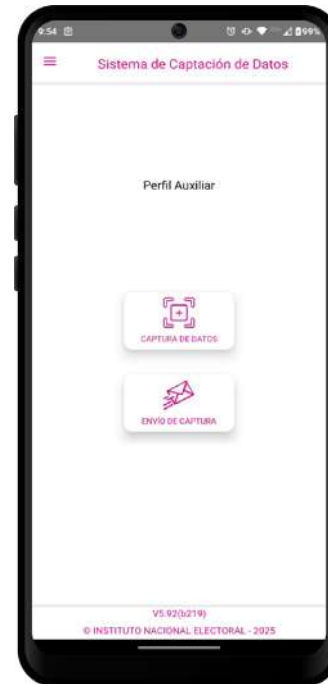 9:54
99%
Sistema de Captación de Datos
Perfil Auxiliar
CAPTURA DE DATOS
ENVÍO DE CAPTURA
V5.92(b219)
© INSTITUTO NACIONAL ELECTORAL - 2025